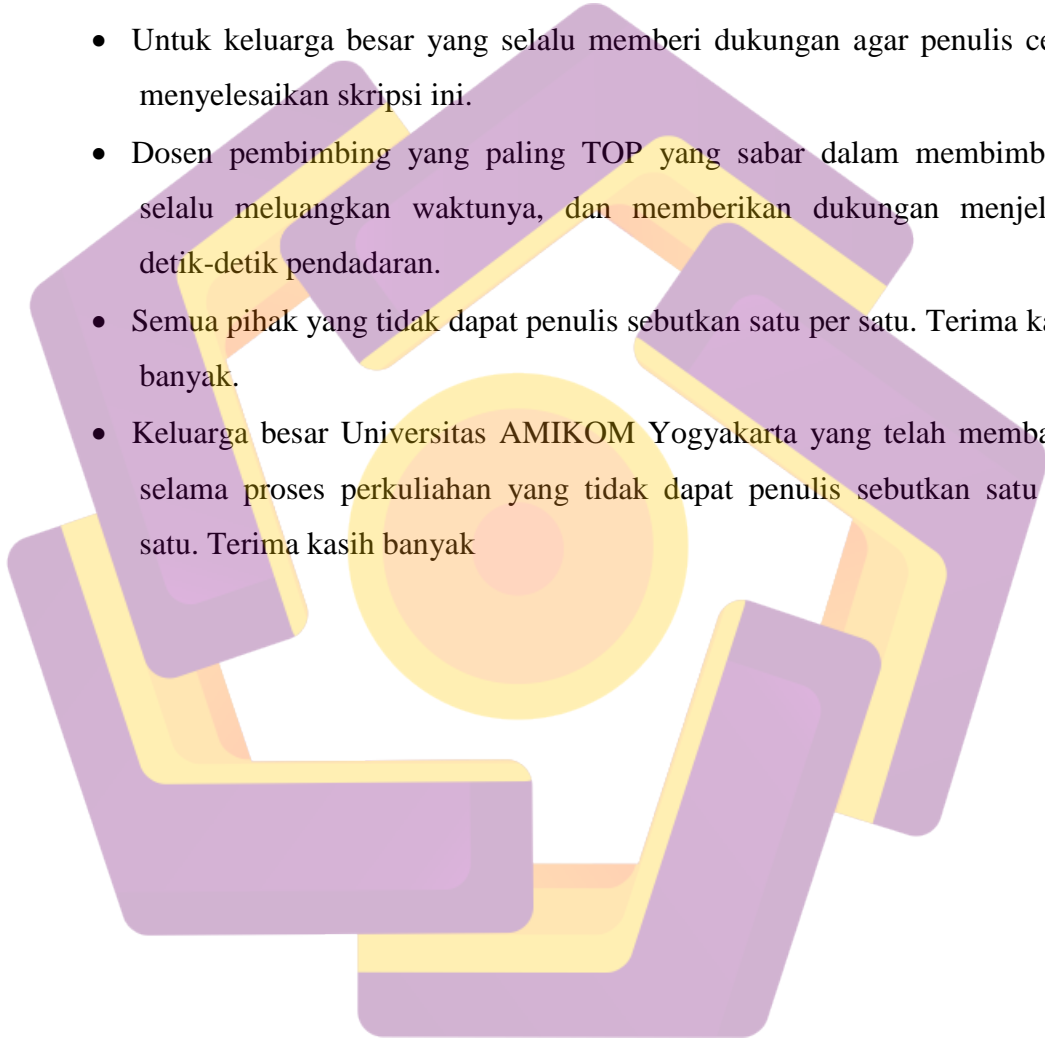 • Untuk keluarga besar yang selalu memberi dukungan agar penulis ce
menyelesaikan skripsi ini.
• Dosen pembimbing yang paling TOP yang sabar dalam membimb
selalu meluangkan waktunya, dan memberikan dukungan menjel
detik-detik pendadaran.
• Semua pihak yang tidak dapat penulis sebutkan satu per satu. Terima ka
banyak.
• Keluarga besar Universitas AMIKOM Yogyakarta yang telah memba
selama proses perkuliahan yang tidak dapat penulis sebutkan satu
satu. Terima kasih banyak